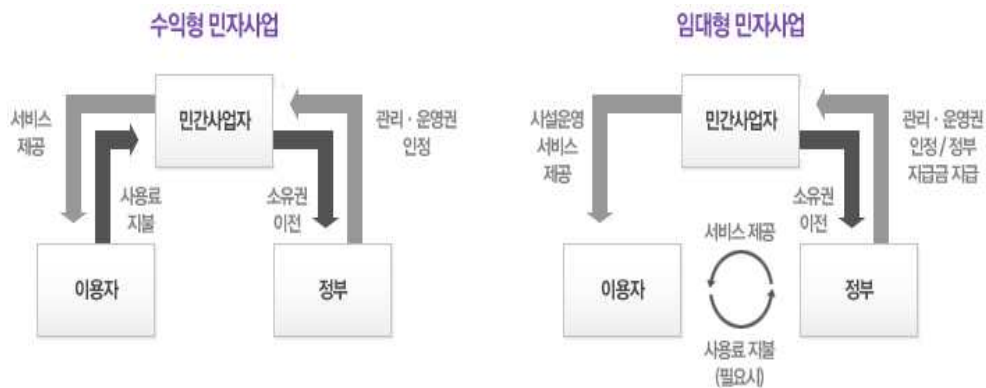 수익형 민자사업
민간사업자
서비스
제공
사용료
지불
소유권
이전
관리 · 운영권
인정
이용자
정부
임대형 민자사업
민간사업자
시설운영
서비스
제공
소유권
이전
관리 · 운영권
인정 / 정부
지급금 지급
서비스 제공
이용자
정부
사용료 지불
(필요시)